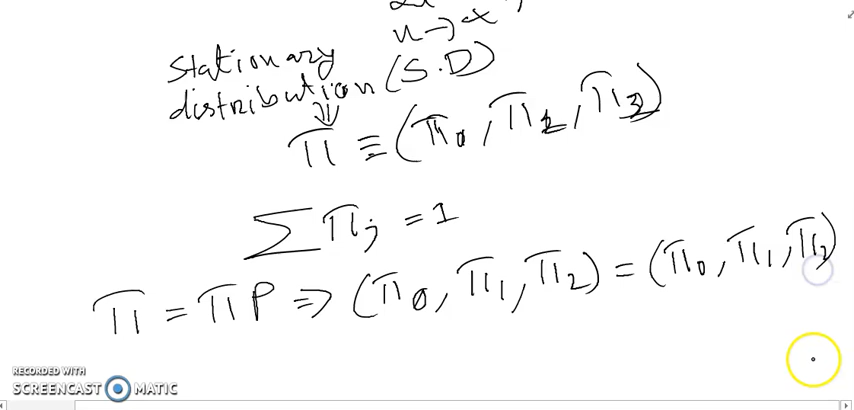 n→∝
Stationary
distribution (S.D)
⇓
π ≡ (π₀, π₁, π₂)
∑ πⱼ = 1
π = πP ⇒ (π₀, π₁, π₂) = (π₀, π₁, π₂)
RECORDED WITH
SCREENCAST MATIC